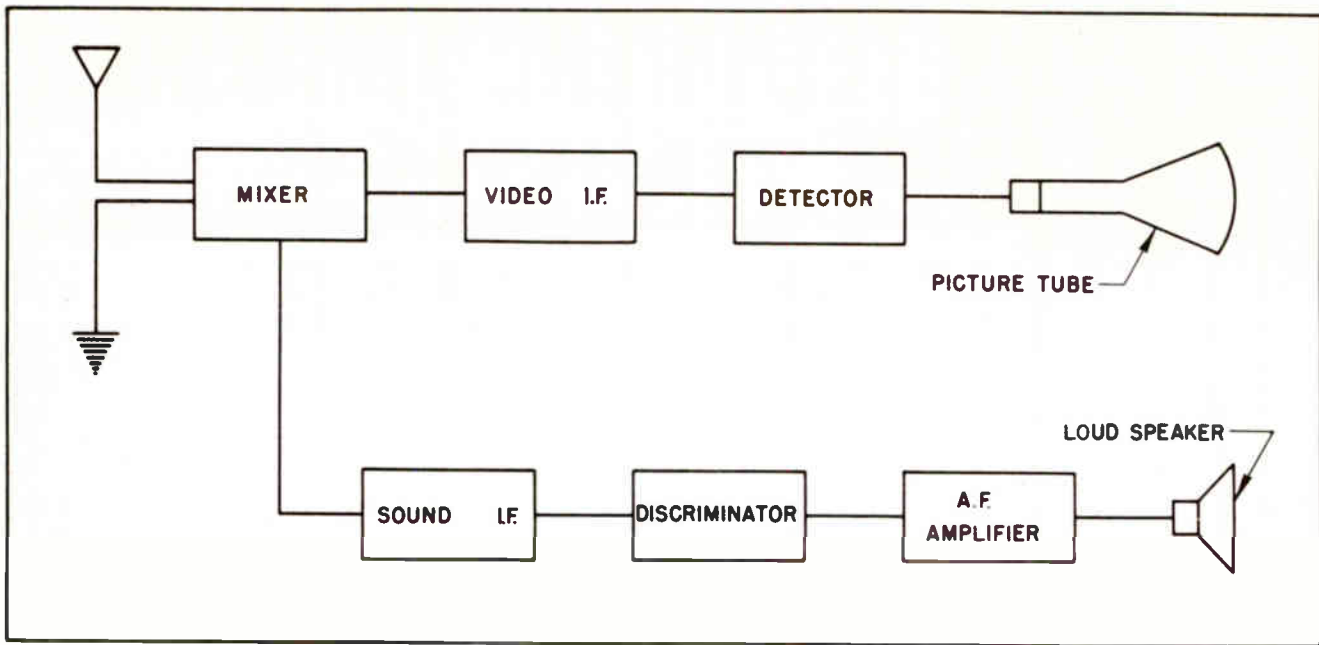 MIXER
VIDEO I.F.
DETECTOR
PICTURE TUBE
LOUD SPEAKER
SOUND I.F.
DISCRIMINATOR
A.F.
AMPLIFIER